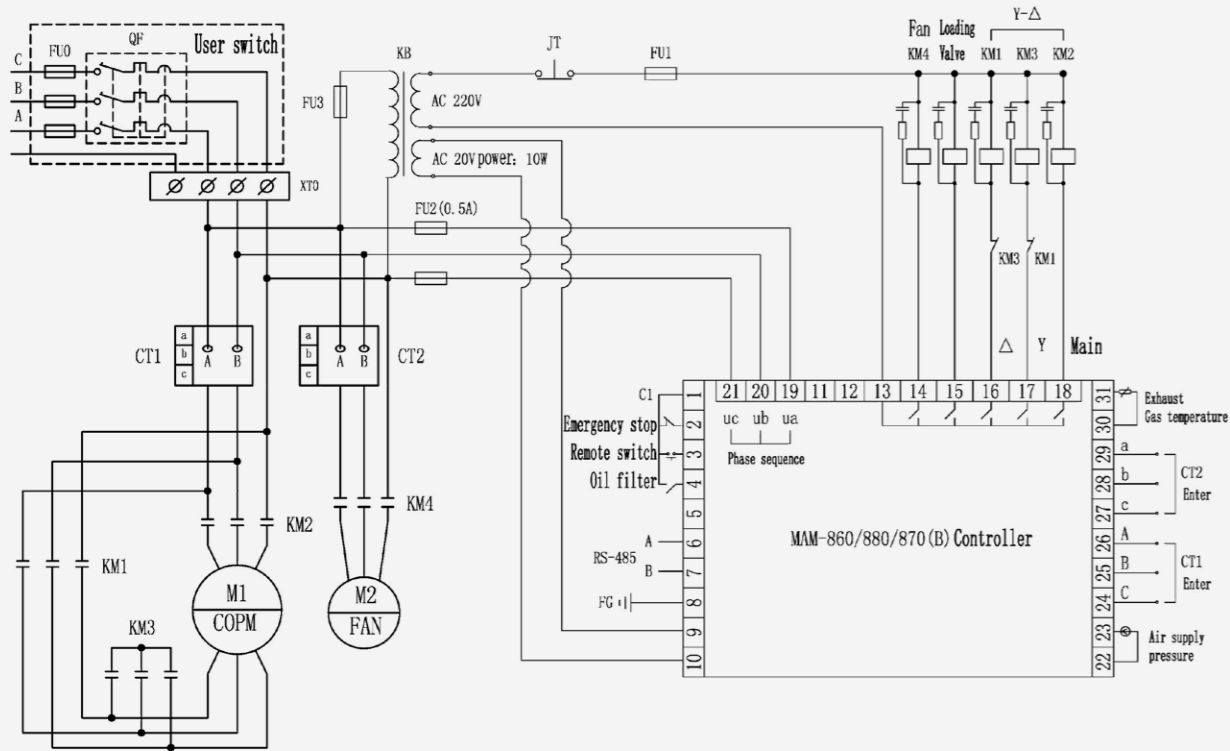 User switch
QF
FU0
C
B
A
XT0
FU3
KB
AC 220V
AC 20V power: 10W
JT
FU1
Y-△
Fan
Loading
KM4
Valve
KM1
KM3
KM2
FU2(0.5A)
KM3
KM1
△
Y
Main
CT1
a
b
c
A
B
a
b
c
A
B
CT2
C1
Emergency stop
Remote switch
Oil filter
A
RS-485
B
FG
1
2
3
4
5
6
7
8
9
10
21
20
19
11
12
13
14
15
16
17
18
uc
ub
ua
Phase sequence
MAM-860/880/870(B) Controller
31
30
29
28
27
26
25
24
23
22
Exhaust
Gas temperature
a
b
c
CT2
Enter
A
B
C
CT1
Enter
Air supply
pressure
KM1
KM2
KM4
M1
COPM
M2
FAN
KM3